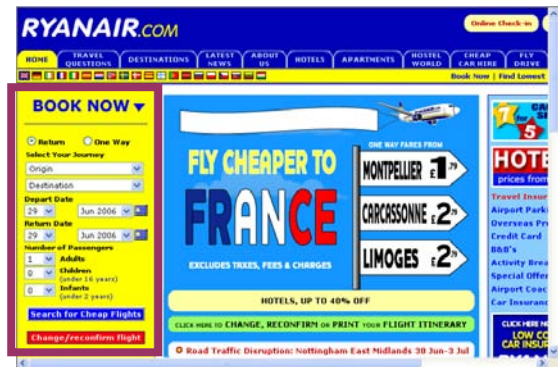 RYANAIR.COM
Online Check-in
HOME
TRAVEL QUESTIONS
DESTINATIONS
LATEST NEWS
ABOUT US
HOTELS
APARTMENTS
HOSTEL WORLD
CHEAP CAR HIRE
FLY DRIVE
Book Now | Find Lowest
BOOK NOW
Return One Way
Select Your Journey
Origin
Destination
Depart Date
29 Jun 2006
Return Date
29 Jun 2006
Number of Passengers
1 Adults
0 Children
(under 16 years)
0 Infants
(under 2 years)
Search for Cheap Flights
Change/reconfirm flight
FLY CHEAPER TO
FRANCE
EXCLUDES TAXES, FEES & CHARGES
ONE WAY FARES FROM
MONTPELLIER £1.79
CARCASSONNE £2.79
LIMOGES £2.79
HOTELS, UP TO 40% OFF
CLICK HERE TO CHANGE, RECONFIRM OR PRINT YOUR FLIGHT ITINERARY
Road Traffic Disruption: Nottingham East Midlands 30 Jun-3 Jul
7 for 5
HOTE
prices from
Travel Insur
Airport Parki
Overseas Pr
Credit Card
B&B's
Activity Brea
Special Offer
Airport Coac
Car Insuranc
CLICK HERE
LOW CO
CAR INSUR